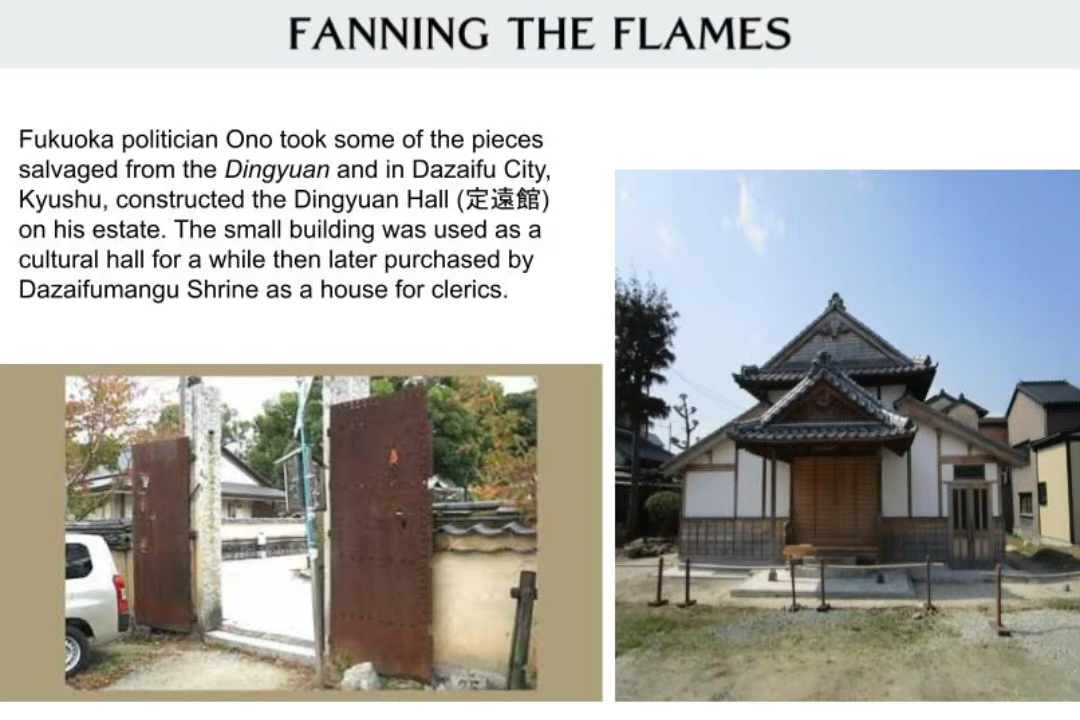 FANNING THE FLAMES
Fukuoka politician Ono took some of the pieces
salvaged from the Dingyuan and in Dazaifu City,
Kyushu, constructed the Dingyuan Hall (定遠館)
on his estate. The small building was used as a
cultural hall for a while then later purchased by
Dazaifumangu Shrine as a house for clerics.